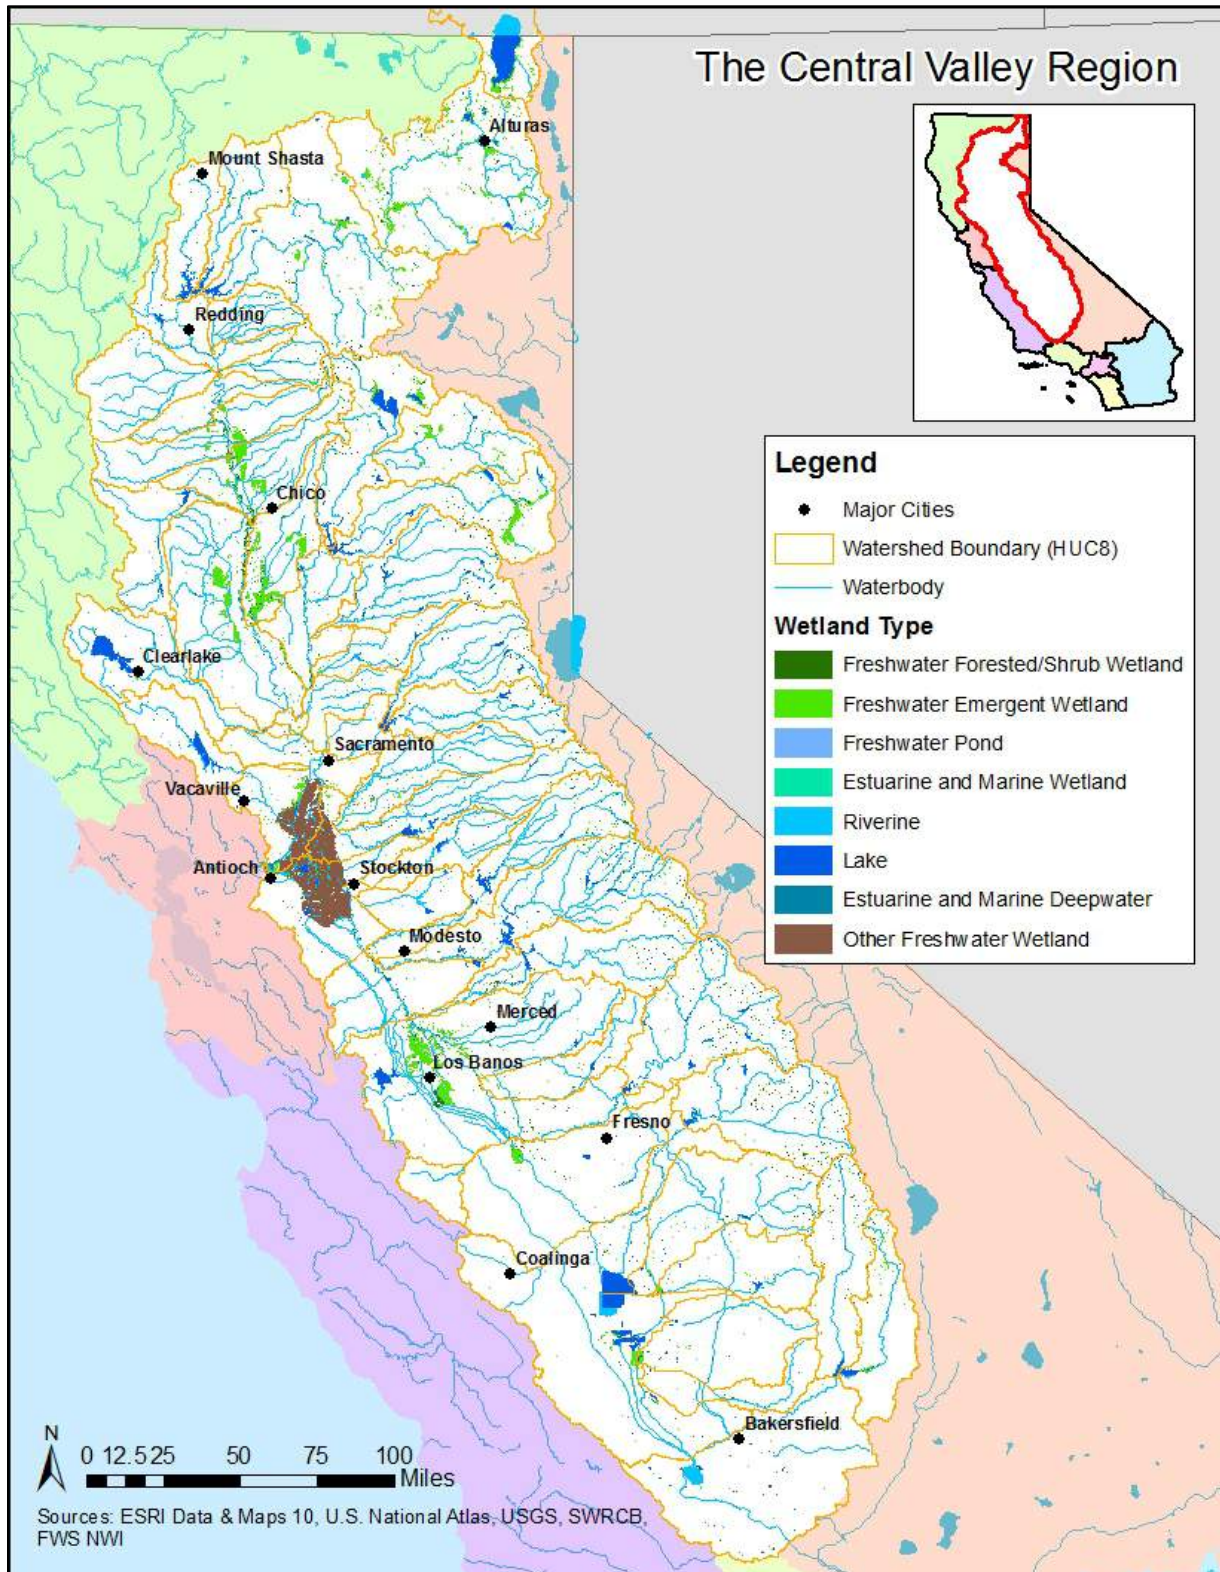 The Central Valley Region
Alturas
Mount Shasta
Redding
Chico
Clearlake
Sacramento
Vacaville
Antioch
Stockton
Modesto
Merced
Los Banos
Fresno
Coalinga
Bakersfield
Legend
Major Cities
Watershed Boundary (HUC8)
Waterbody
Wetland Type
Freshwater Forested/Shrub Wetland
Freshwater Emergent Wetland
Freshwater Pond
Estuarine and Marine Wetland
Riverine
Lake
Estuarine and Marine Deepwater
Other Freshwater Wetland
N
0 12.5 25 50 75 100
Miles
Sources: ESRI Data & Maps 10, U.S. National Atlas, USGS, SWRCB,
FWS NWI